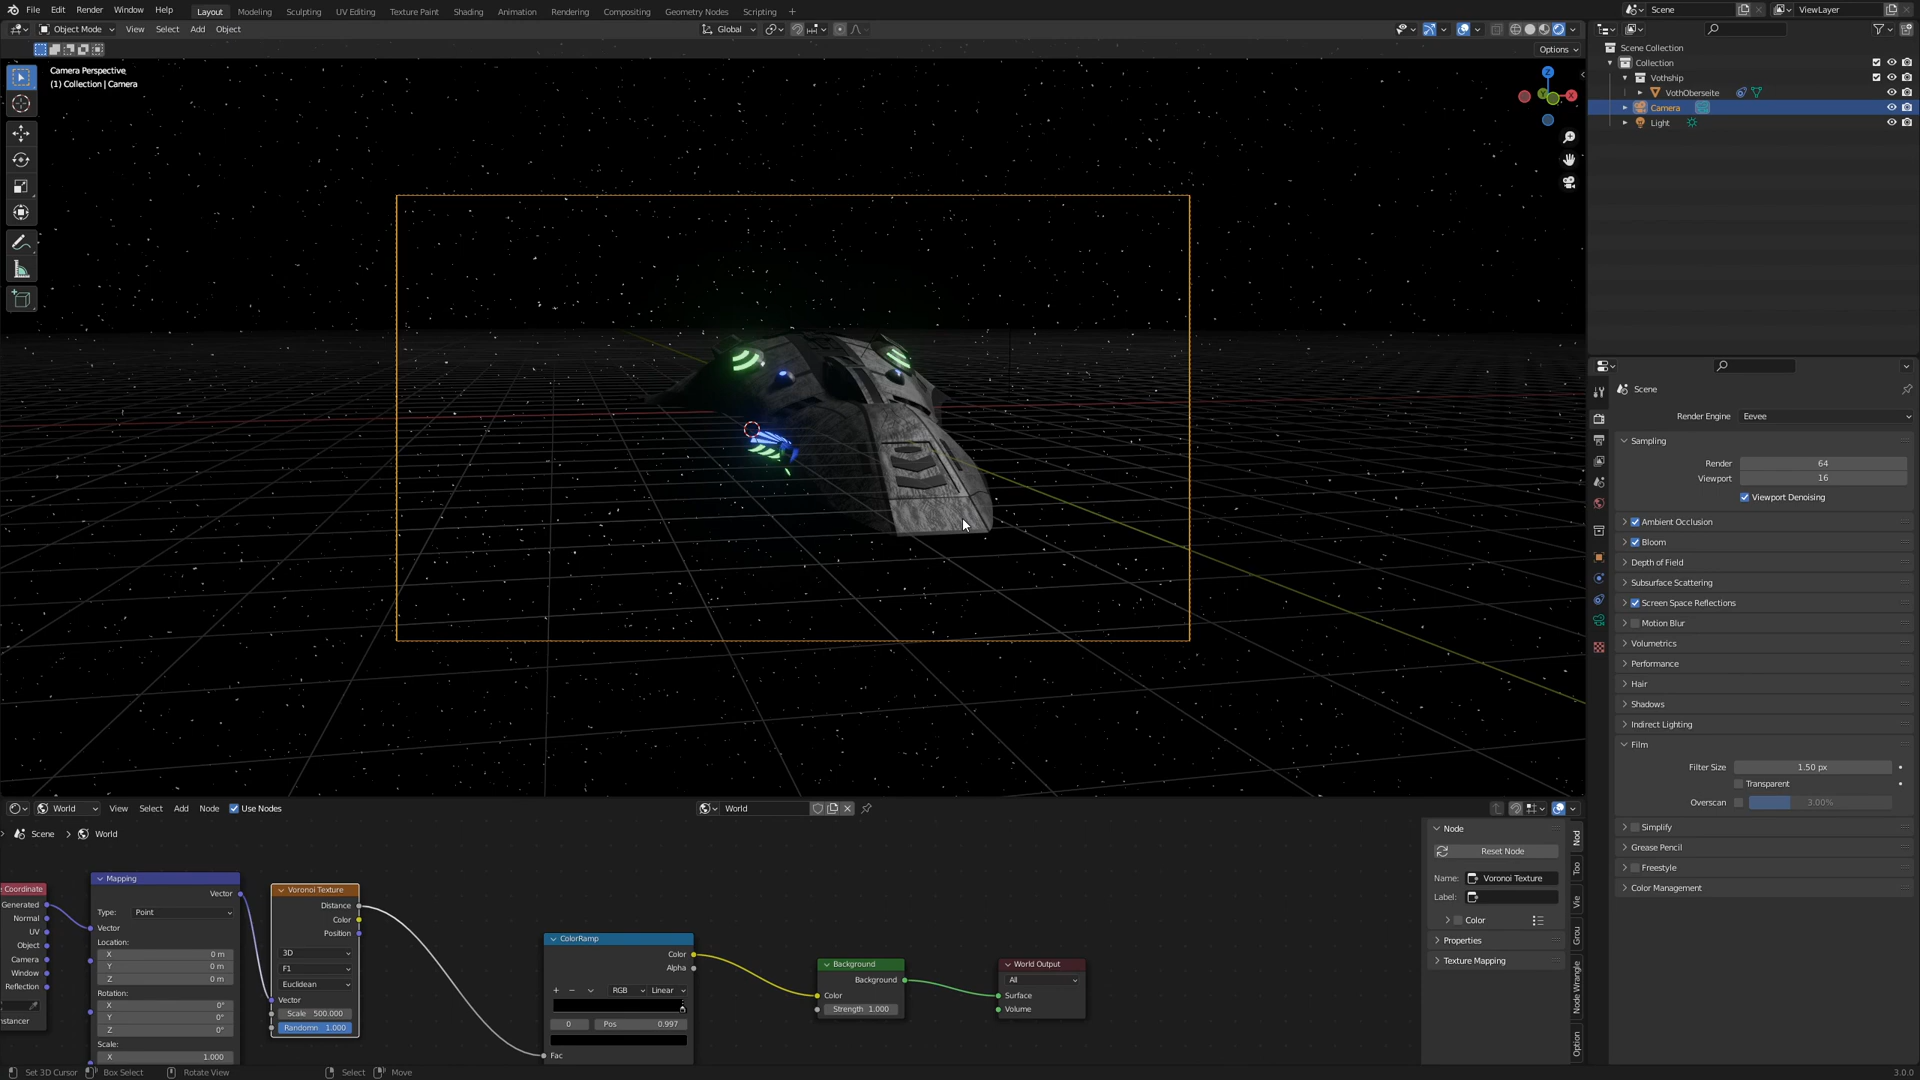 File Edit Render Window Help Layout Modeling Sculpting UV Editing Texture Paint Shading Animation Rendering Compositing Geometry Nodes Scripting + Scene ViewLayer
Object Mode View Select Add Object Global
Options
Camera Perspective
(1) Collection | Camera
Z
X
Y
Scene Collection
Collection
Vothship
VothOberseite
Camera
Light
Scene
Render Engine Eevee
Sampling
Render 64
Viewport 16
Viewport Denoising
Ambient Occlusion
Bloom
Depth of Field
Subsurface Scattering
Screen Space Reflections
Motion Blur
Volumetrics
Performance
Hair
Shadows
Indirect Lighting
Film
Filter Size 1.50 px
Transparent
Overscan 3.00%
Simplify
Grease Pencil
Freestyle
Color Management
World View Select Add Node Use Nodes World
Scene > World
Coordinate
Generated
Normal
UV
Object
Camera
Window
Reflection
nstancer
Mapping
Vector
Type: Point
Vector
Location:
X 0 m
Y 0 m
Z 0 m
Rotation:
X 0°
Y 0°
Z 0°
Scale:
X 1.000
Voronoi Texture
Distance
Color
Position
3D
F1
Euclidean
Vector
Scale 500.000
Randomn 1.000
ColorRamp
Color
Alpha
+ − RGB Linear
0 Pos 0.997
Fac
Background
Background
Color
Strength 1.000
World Output
All
Surface
Volume
Node
Reset Node
Name: Voronoi Texture
Label:
Color
Properties
Texture Mapping
Nod
Too
Vie
Grou
Node Wrangle
Option
Set 3D Cursor Box Select Rotate View Select Move 3.0.0